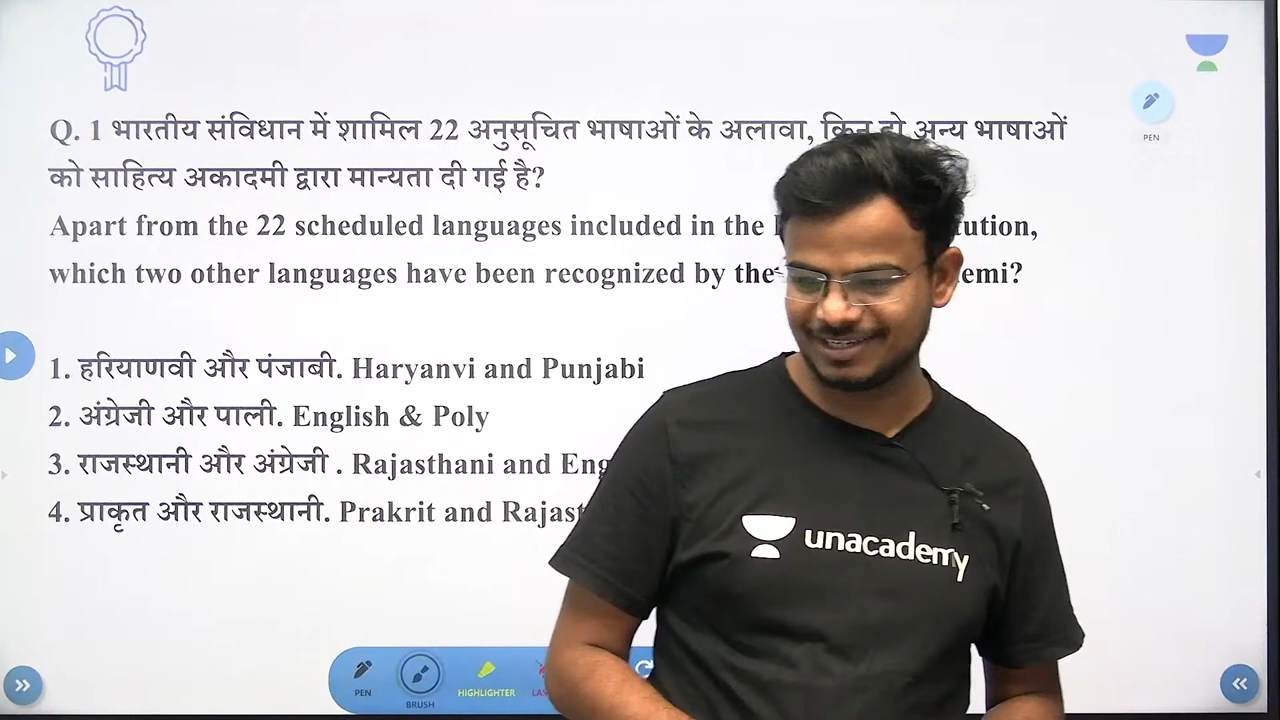 Q. 1 भारतीय संविधान में शामिल 22 अनुसूचित भाषाओं के अलावा, किन दो अन्य भाषाओं
को साहित्य अकादमी द्वारा मान्यता दी गई है?
Apart from the 22 scheduled languages included in the
which two other languages have been recognized by the
1. हरियाणवी और पंजाबी. Haryanvi and Punjabi
2. अंग्रेजी और पाली. English & Poly
3. राजस्थानी और अंग्रेजी . Rajasthani and Eng
4. प्राकृत और राजस्थानी. Prakrit and Rajast
PEN
unacademy
PEN
BRUSH
HIGHLIGHTER